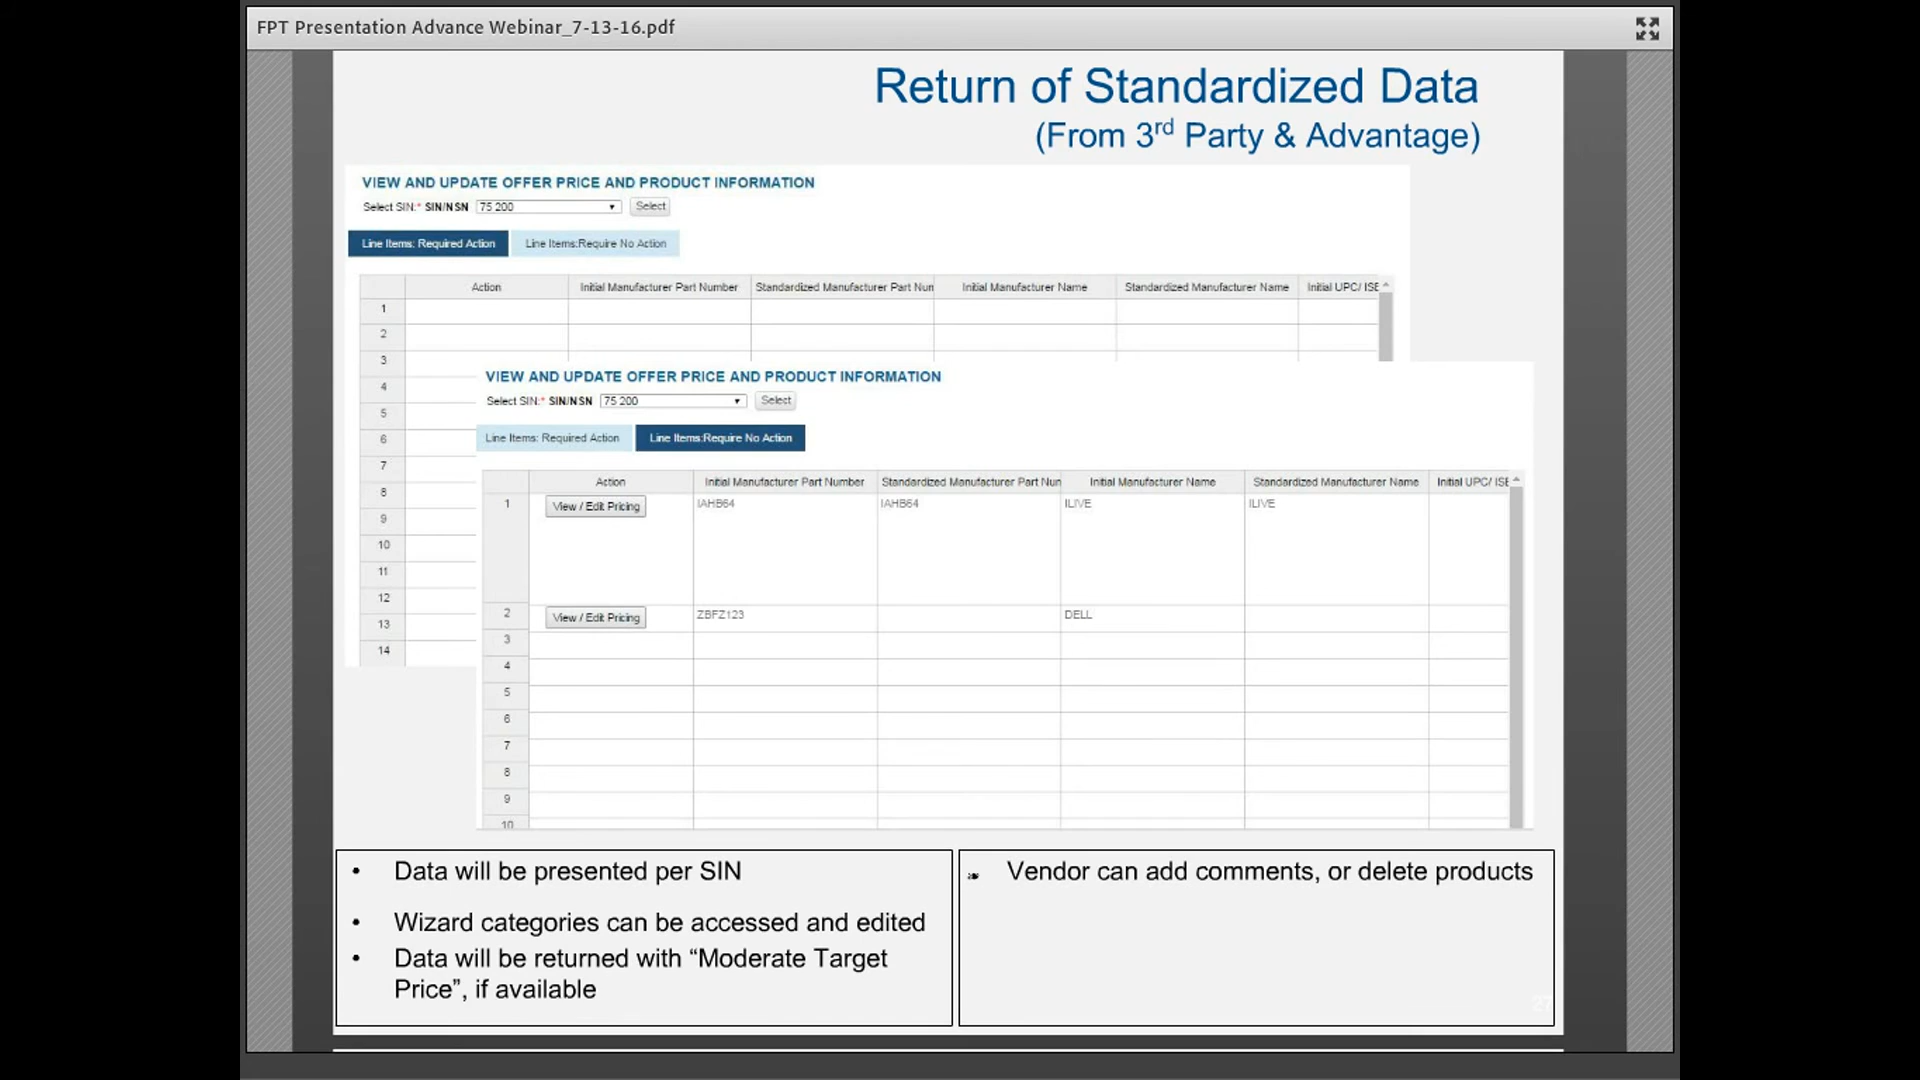 FPT Presentation Advance Webinar_7-13-16.pdf
Return of Standardized Data
(From 3rd Party & Advantage)
VIEW AND UPDATE OFFER PRICE AND PRODUCT INFORMATION
Select SIN:* SIN/NSN 75 200 Select
Line Items: Required Action Line Items:Require No Action
Action Initial Manufacturer Part Number Standardized Manufacturer Part Nun Initial Manufacturer Name Standardized Manufacturer Name Initial UPC/ ISE
1
2
3
4
5
6
7
8
9
10
11
12
13
14
VIEW AND UPDATE OFFER PRICE AND PRODUCT INFORMATION
Select SIN:* SIN/NSN 75 200 Select
Line Items: Required Action Line Items:Require No Action
Action Initial Manufacturer Part Number Standardized Manufacturer Part Nun Initial Manufacturer Name Standardized Manufacturer Name Initial UPC/ ISE
1 View / Edit Pricing IAHB64 IAHB64 ILIVE ILIVE
2 View / Edit Pricing ZBFZ123 DELL
3
4
5
6
7
8
9
10
• Data will be presented per SIN
• Wizard categories can be accessed and edited
• Data will be returned with “Moderate Target
Price”, if available
Vendor can add comments, or delete products
27